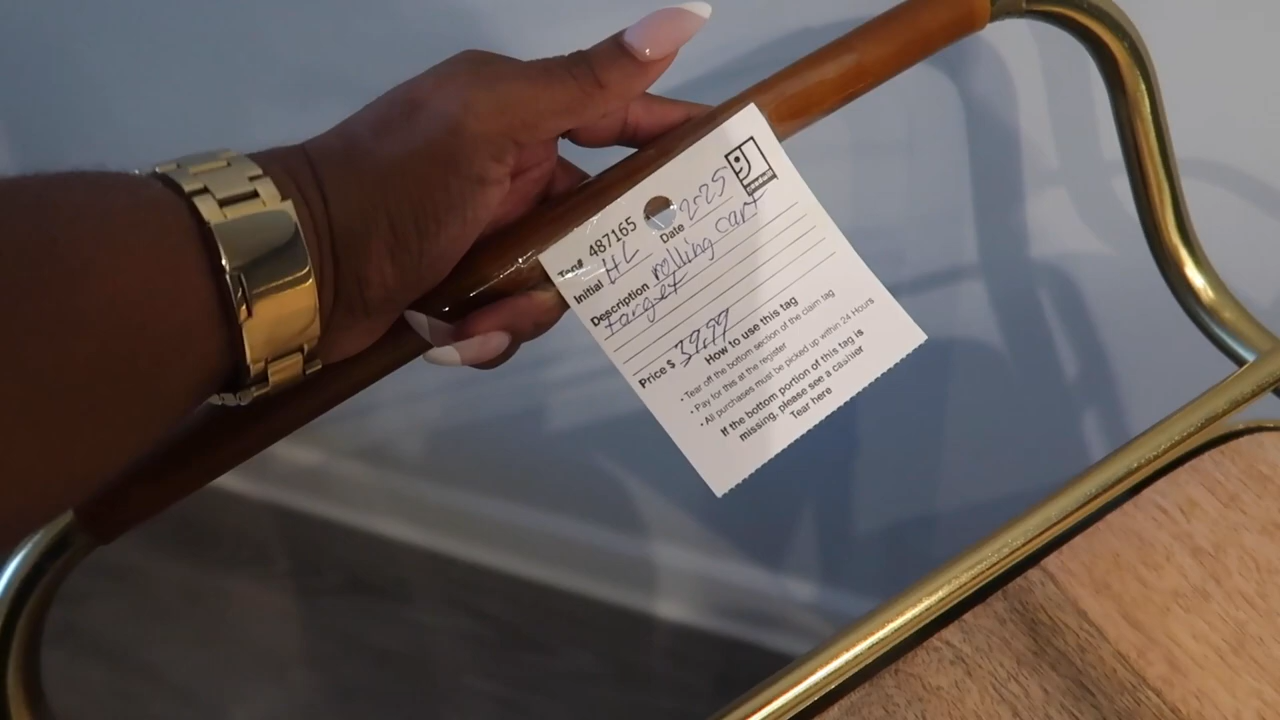 goodwill
Tag# 487165
Date 2-25
Initial HL
Description rolling cart
target
Price $ 39.99
How to use this tag
• Tear off the bottom section of the claim tag
• Pay for this at the register
• All purchases must be picked up within 24 Hours
If the bottom portion of this tag is
missing, please see a cashier
Tear here